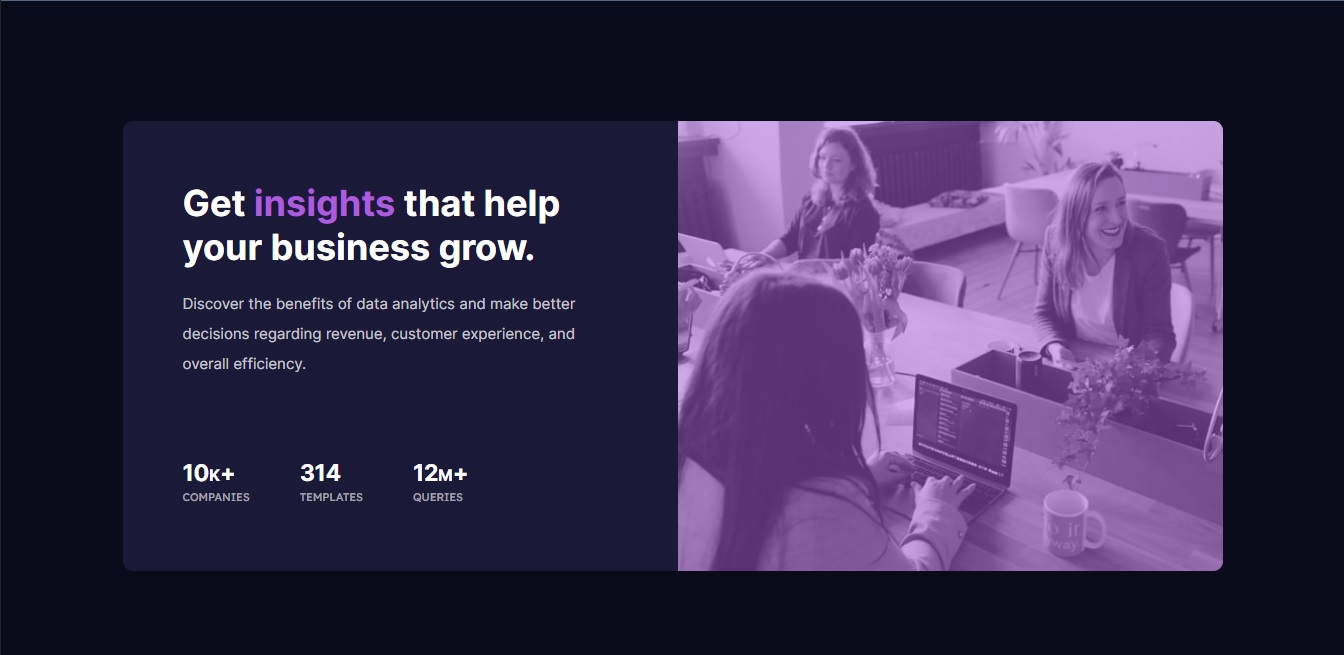 Get insights that help
your business grow.
Discover the benefits of data analytics and make better
decisions regarding revenue, customer experience, and
overall efficiency.
10K+ 314 12M+
COMPANIES TEMPLATES QUERIES